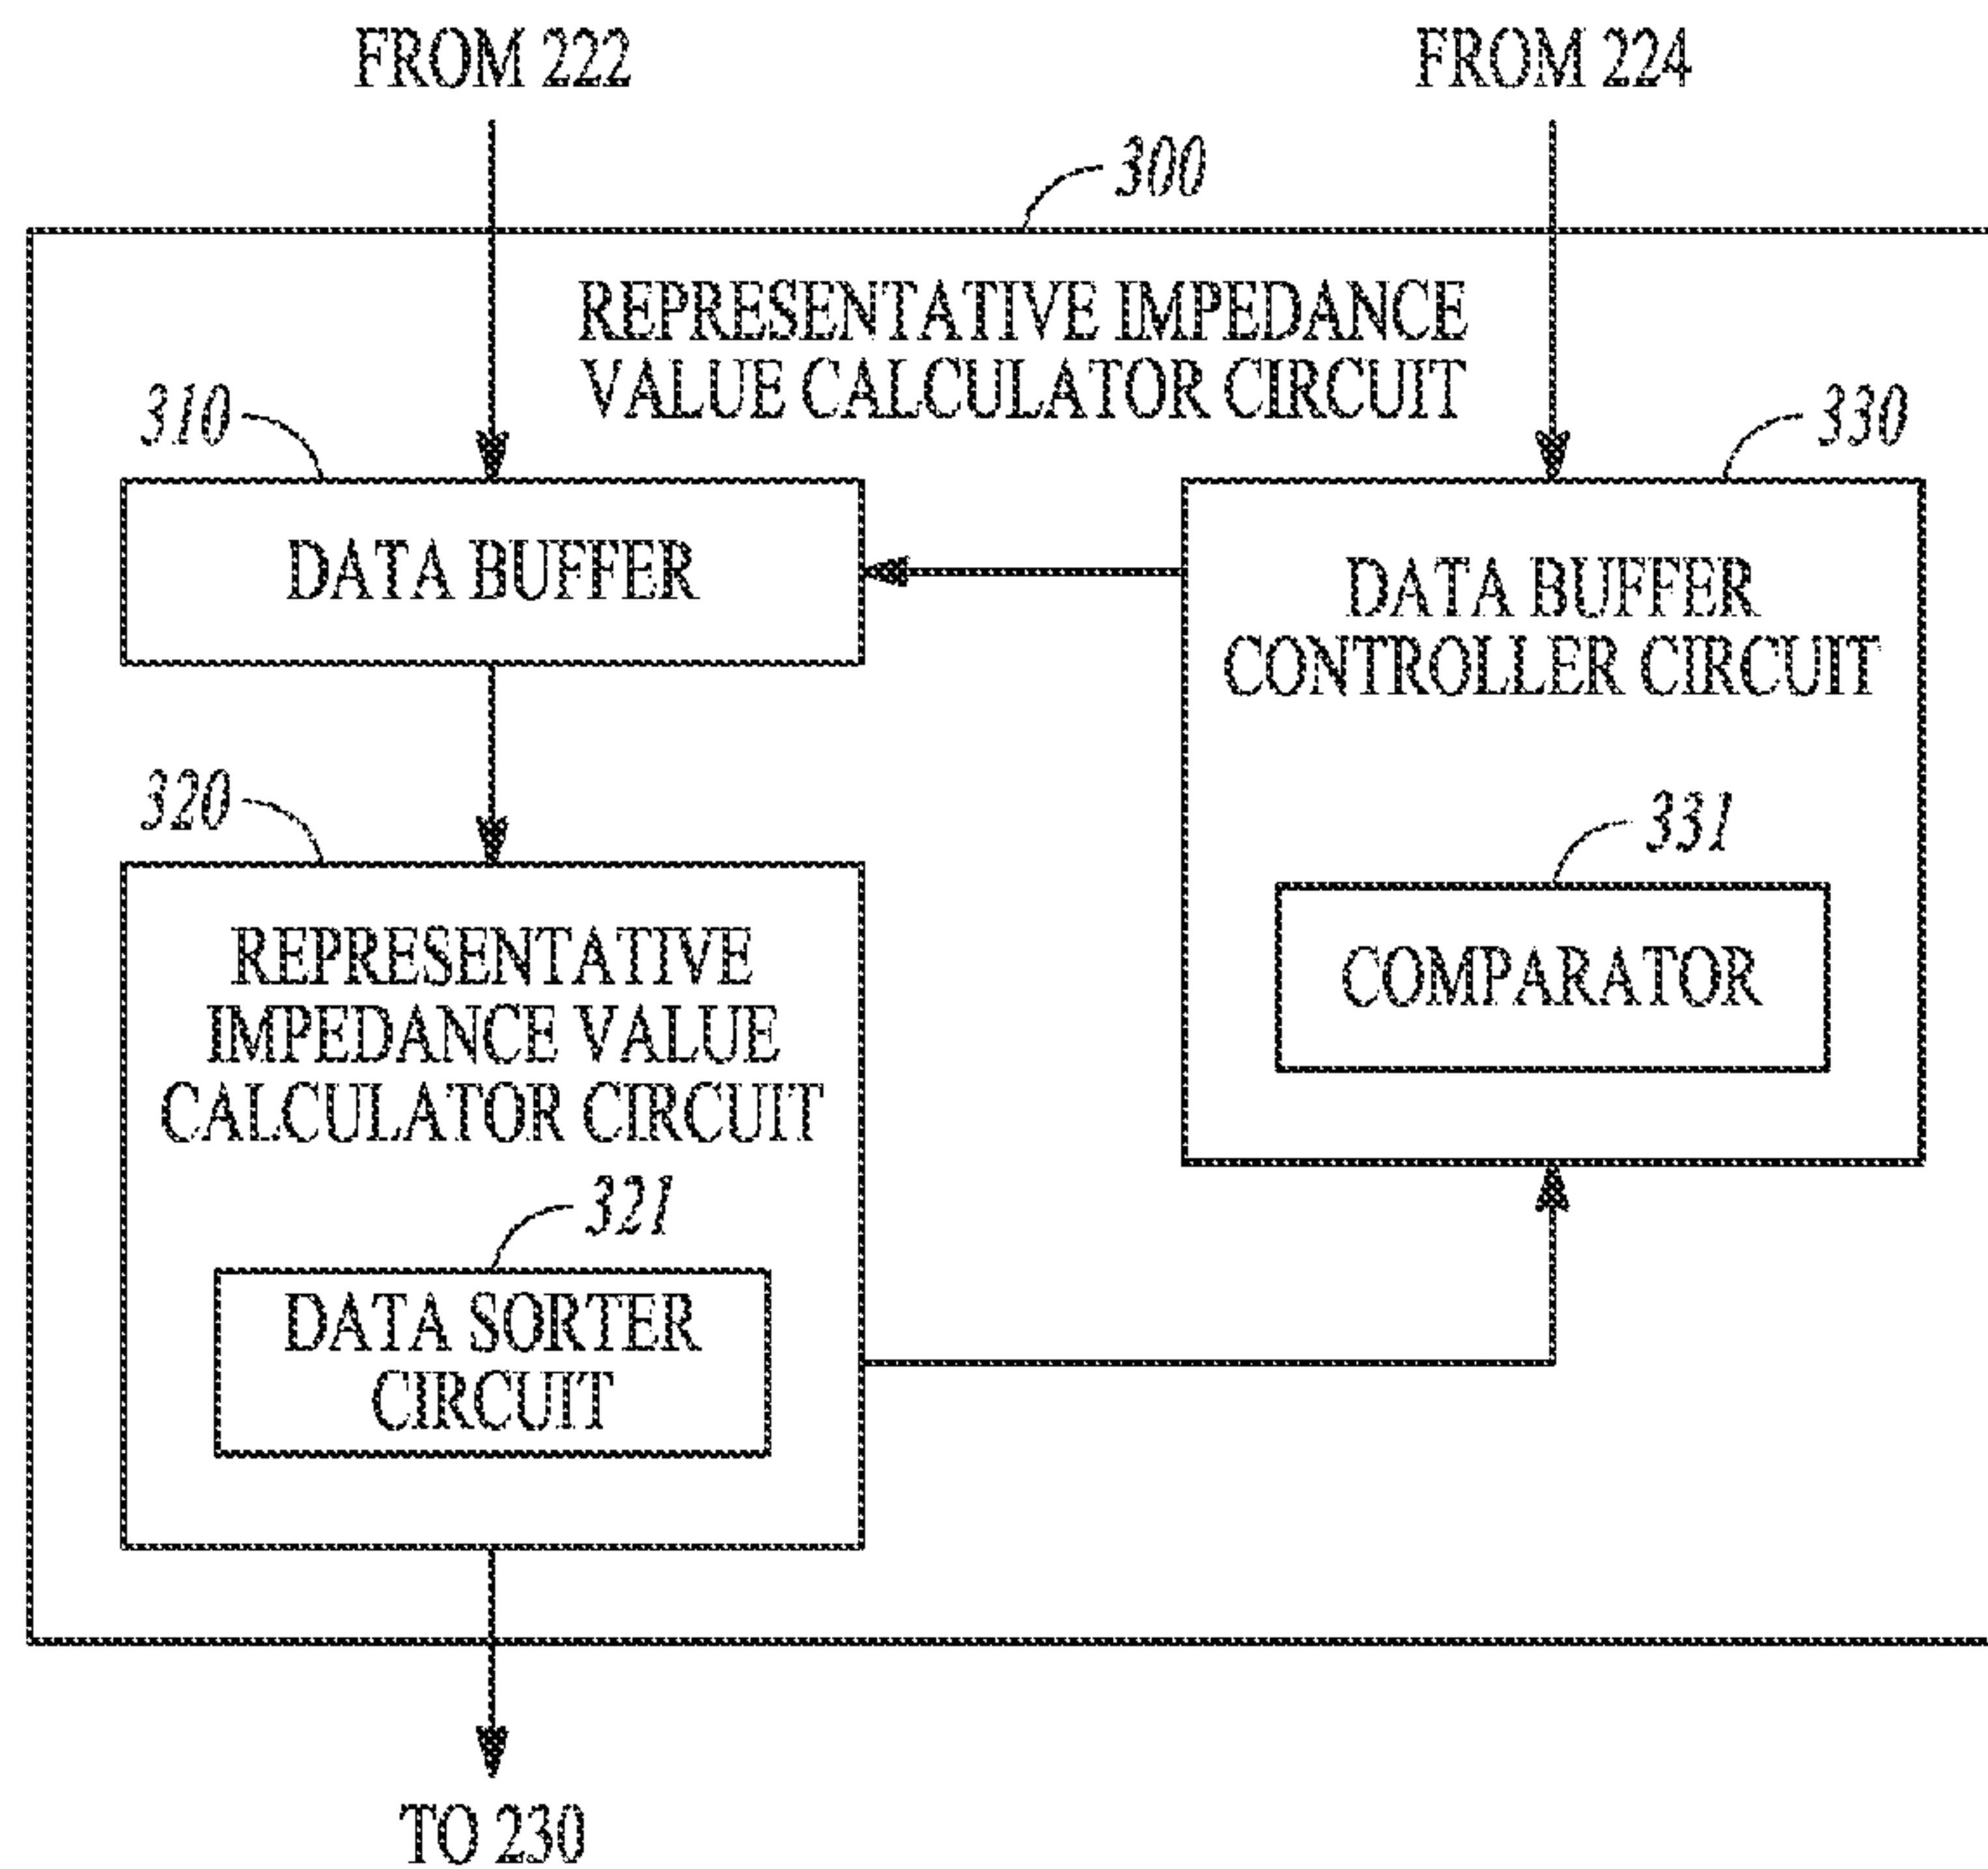 FROM 222
FROM 224
300
REPRESENTATIVE IMPEDANCE
VALUE CALCULATOR CIRCUIT
310
330
DATA BUFFER
DATA BUFFER
CONTROLLER CIRCUIT
320
331
COMPARATOR
REPRESENTATIVE
IMPEDANCE VALUE
CALCULATOR CIRCUIT
321
DATA SORTER
CIRCUIT
TO 230